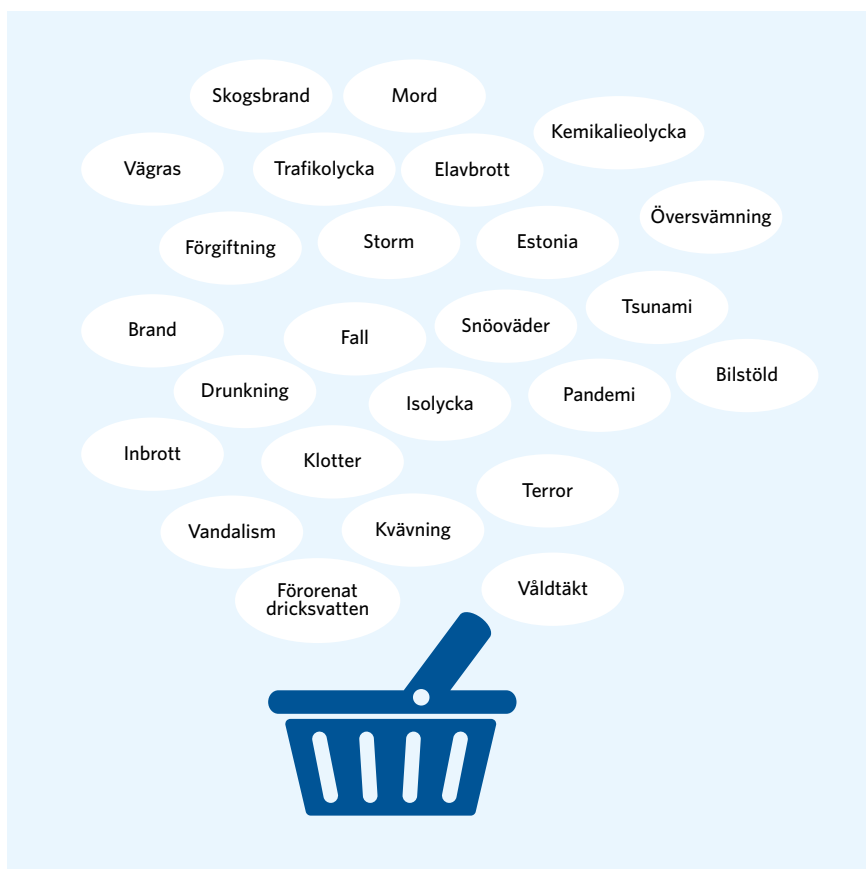 Skogsbrand
Mord
Kemikalieolycka
Vägras
Trafikolycka
Elavbrott
Översvämning
Förgiftning
Storm
Estonia
Tsunami
Brand
Fall
Snöoväder
Bilstöld
Drunkning
Isolycka
Pandemi
Inbrott
Klotter
Terror
Vandalism
Kvävning
Förorenat
dricksvatten
Våldtäkt